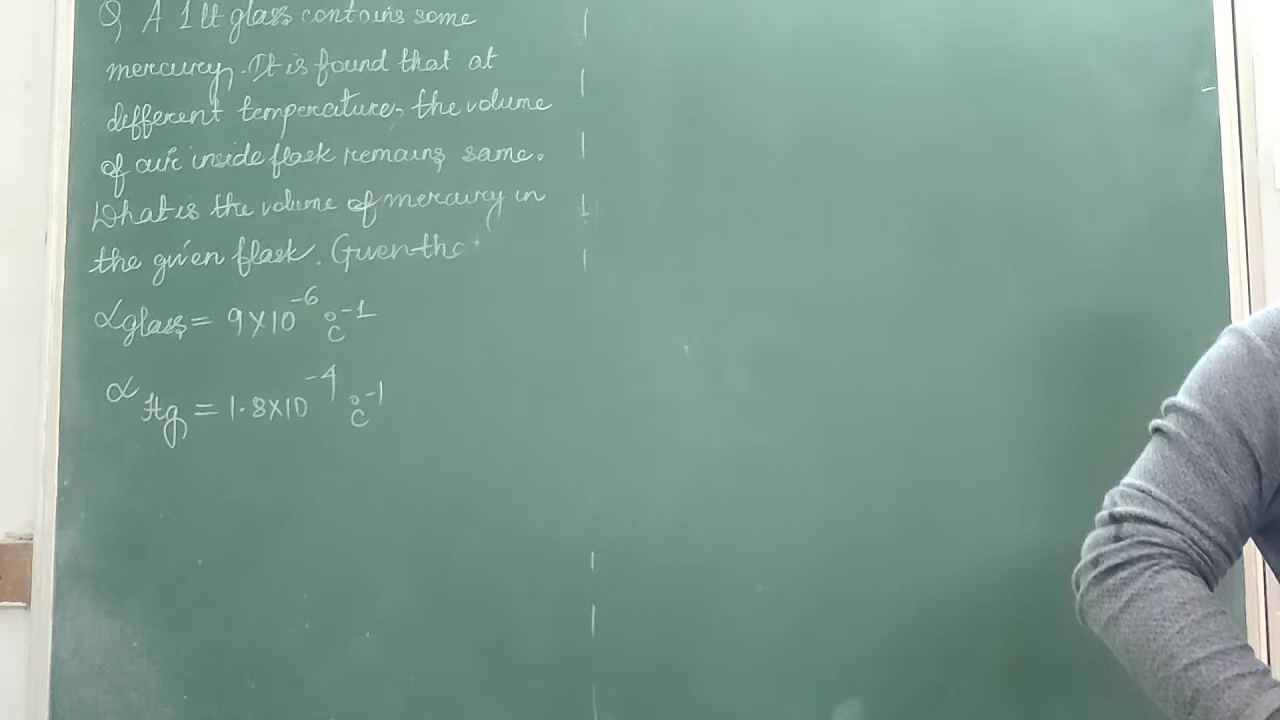 Q, A 1 lt glass contains some
mercury. It is found that at
different temperature, the volume
of air inside flask remains same.
What is the volume of mercury in
the given flask. Given tha
αglass = 9×10⁻⁶ °C⁻¹
αHg = 1.8×10⁻⁴ °C⁻¹